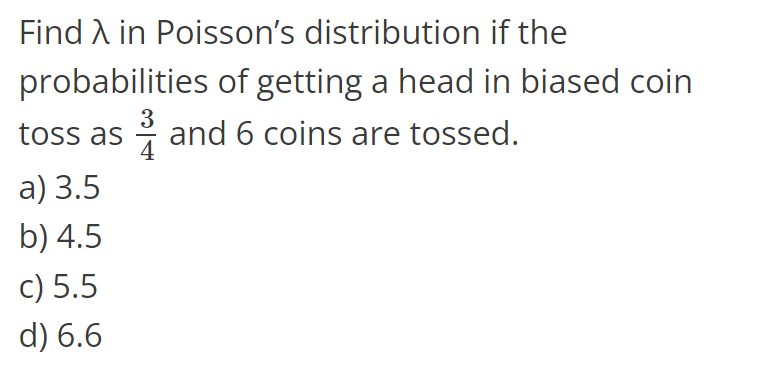 Find λ in Poisson’s distribution if the
probabilities of getting a head in biased coin
toss as \frac{3}{4} and 6 coins are tossed.
a) 3.5
b) 4.5
c) 5.5
d) 6.6